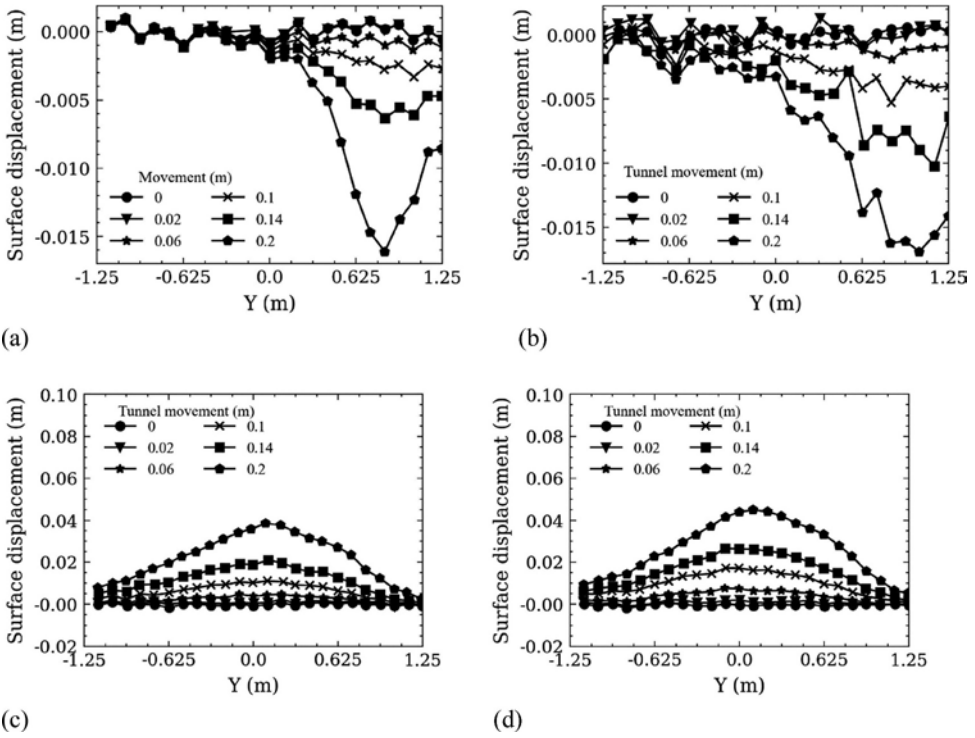 0.000
-0.005
-0.010
-0.015
Surface displacement (m)
Movement (m)
0 0.1
0.02 0.14
0.06 0.2
-1.25 -0.625 0.0 0.625 1.25
Y (m)
(a)
0.000
-0.005
-0.010
-0.015
Surface displacement (m)
Tunnel movement (m)
0 0.1
0.02 0.14
0.06 0.2
-1.25 -0.625 0.0 0.625 1.25
Y (m)
(b)
0.10
0.08
0.06
0.04
0.02
-0.00
-0.02
Surface displacement (m)
Tunnel movement (m)
0 0.1
0.02 0.14
0.06 0.2
-1.25 -0.625 0.0 0.625 1.25
Y (m)
(c)
0.10
0.08
0.06
0.04
0.02
-0.00
-0.02
Surface displacement (m)
Tunnel movement (m)
0 0.1
0.02 0.14
0.06 0.2
-1.25 -0.625 0.0 0.625 1.25
Y (m)
(d)